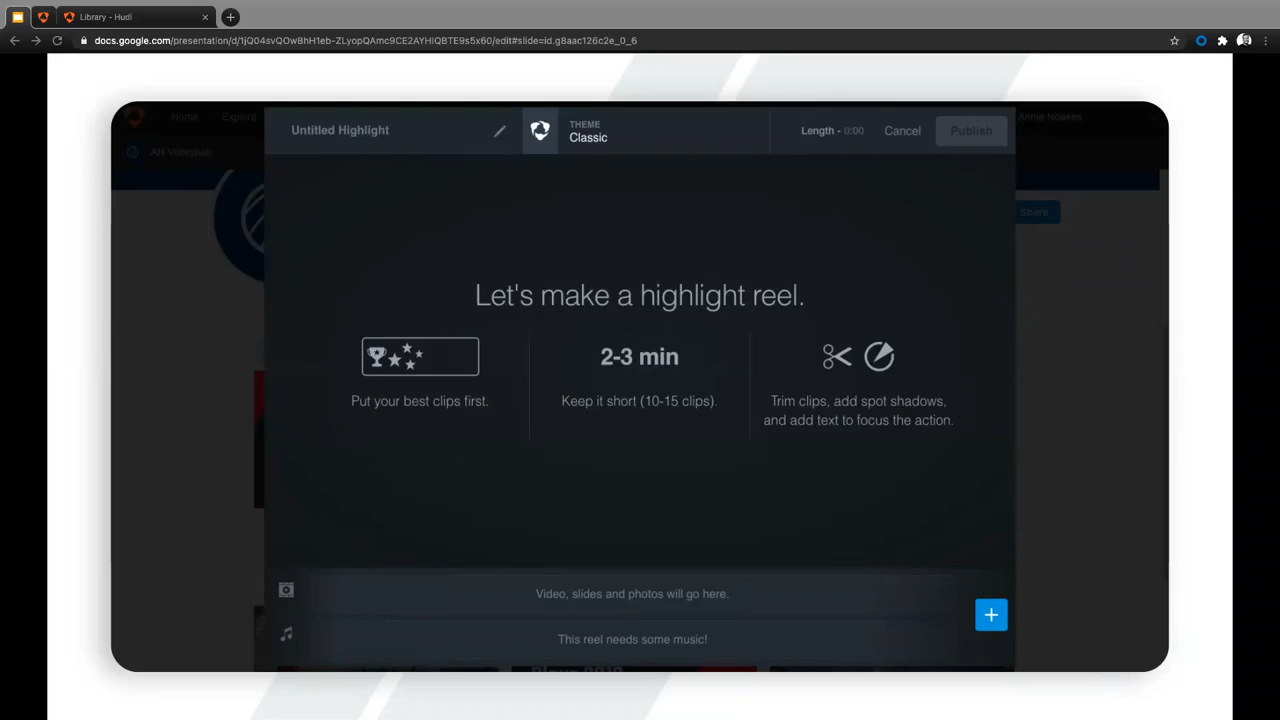 Library - Hudl
docs.google.com/presentation/d/1jQ04svQOwBhH1eb-ZLyopQAmc9CE2AYHIQBTE9s5x60/edit#slide=id.g8aac126c2e_0_6
Home
Explore
Annie Noakes
AH Volleyball
Untitled Highlight
THEME
Classic
Length - 0:00
Cancel
Publish
Share
Let's make a highlight reel.
2-3 min
Put your best clips first.
Keep it short (10-15 clips).
Trim clips, add spot shadows,
and add text to focus the action.
Video, slides and photos will go here.
This reel needs some music!